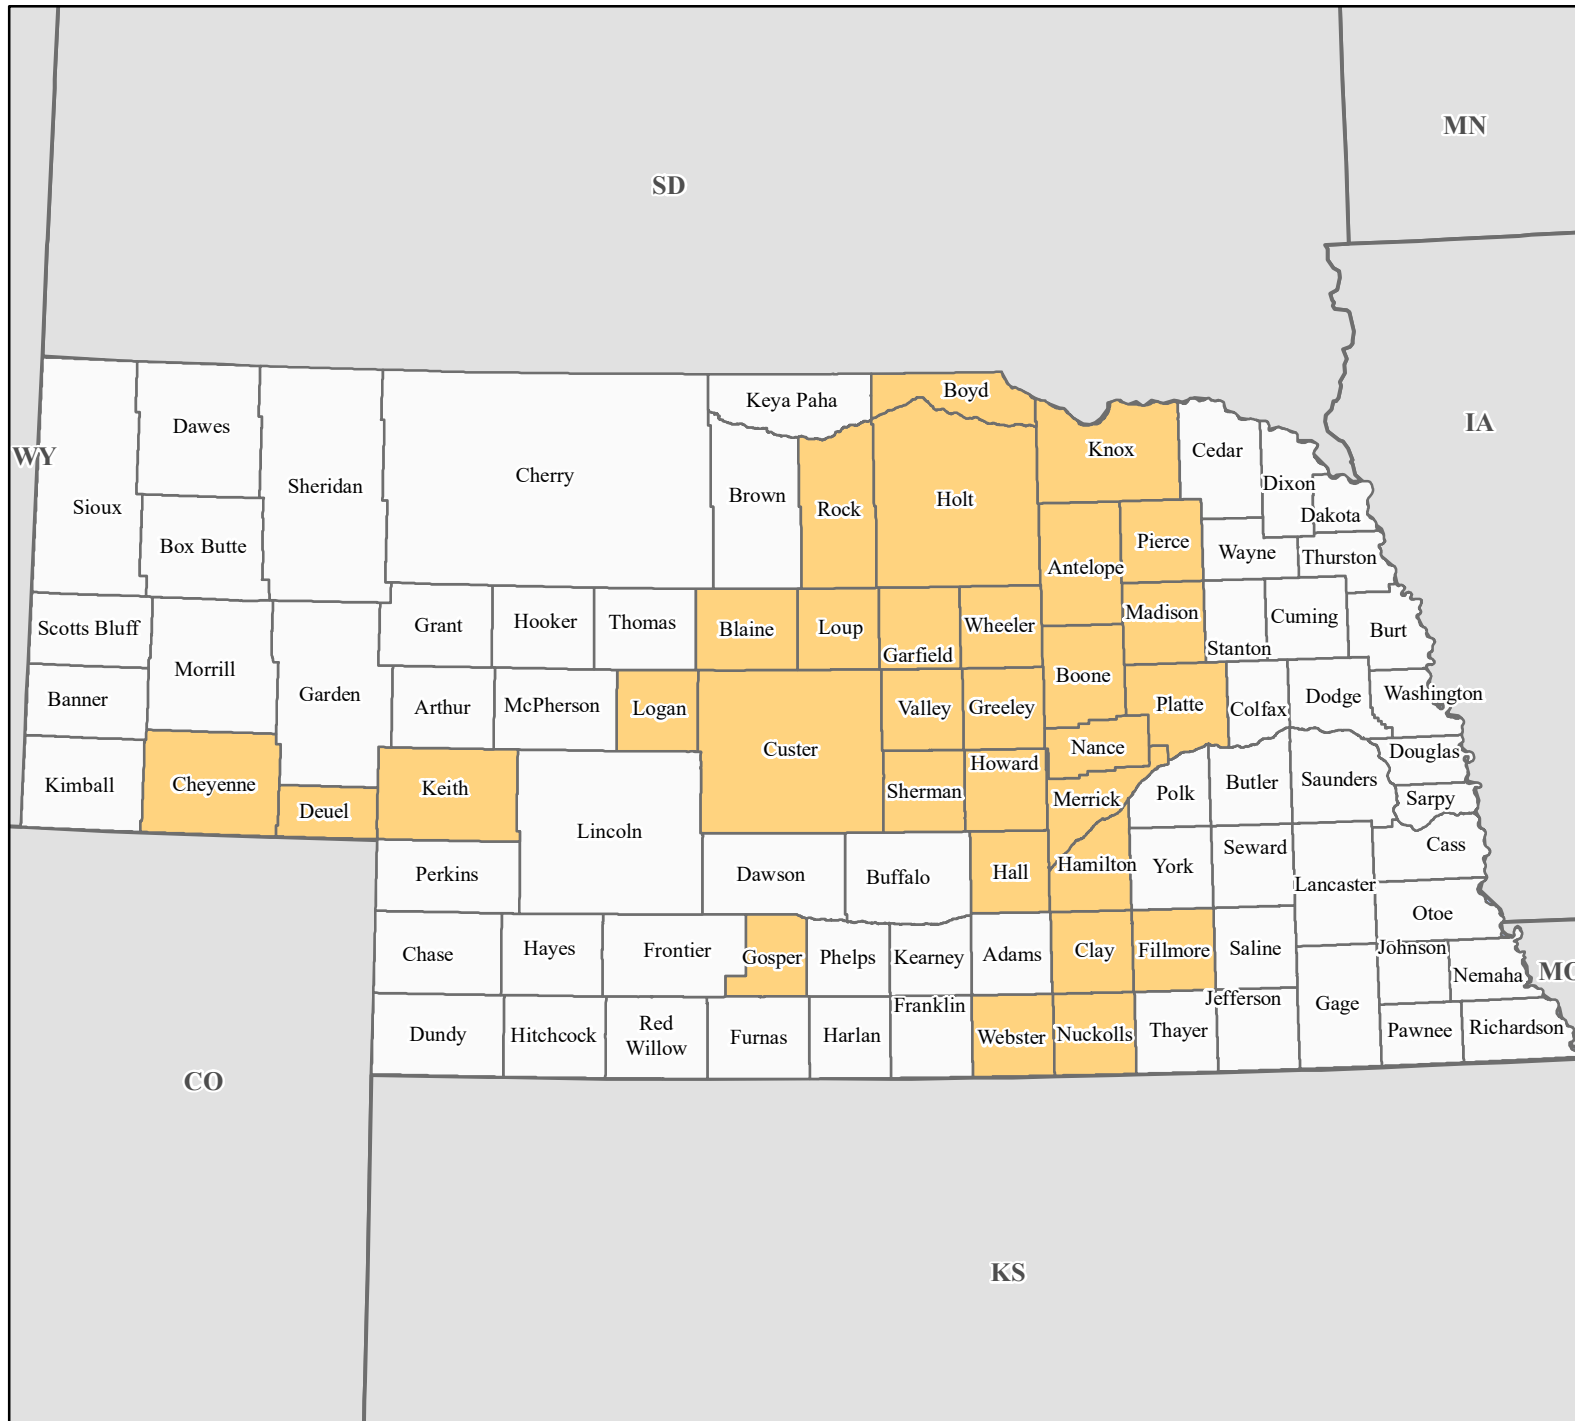 MN
SD
Boyd
Keya Paha
IA
Dawes
Knox
Cedar
WY
Cherry
Sheridan
Dixon
Brown
Holt
Sioux
Rock
Dakota
Pierce
Box Butte
Wayne
Thurston
Antelope
Madison
Cuming
Hooker
Thomas
Grant
Wheeler
Scotts Bluff
Blaine
Loup
Burt
Stanton
Garfield
Morrill
Boone
Garden
Washington
Dodge
Banner
Platte
McPherson
Arthur
Logan
Valley
Greeley
Colfax
Nance
Custer
Douglas
Howard
Saunders
Butler
Kimball
Cheyenne
Keith
Sherman
Polk
Merrick
Sarpy
Deuel
Lincoln
Cass
Seward
Hamilton
York
Hall
Perkins
Dawson
Buffalo
Lancaster
Otoe
Johnson
Hayes
Frontier
Clay
Fillmore
Saline
Chase
Adams
Gosper
Phelps
Kearney
MO
Nemaha
Jefferson
Franklin
Gage
Red
Willow
Richardson
Pawnee
Thayer
Dundy
Hitchcock
Furnas
Harlan
Webster
Nuckolls
CO
KS